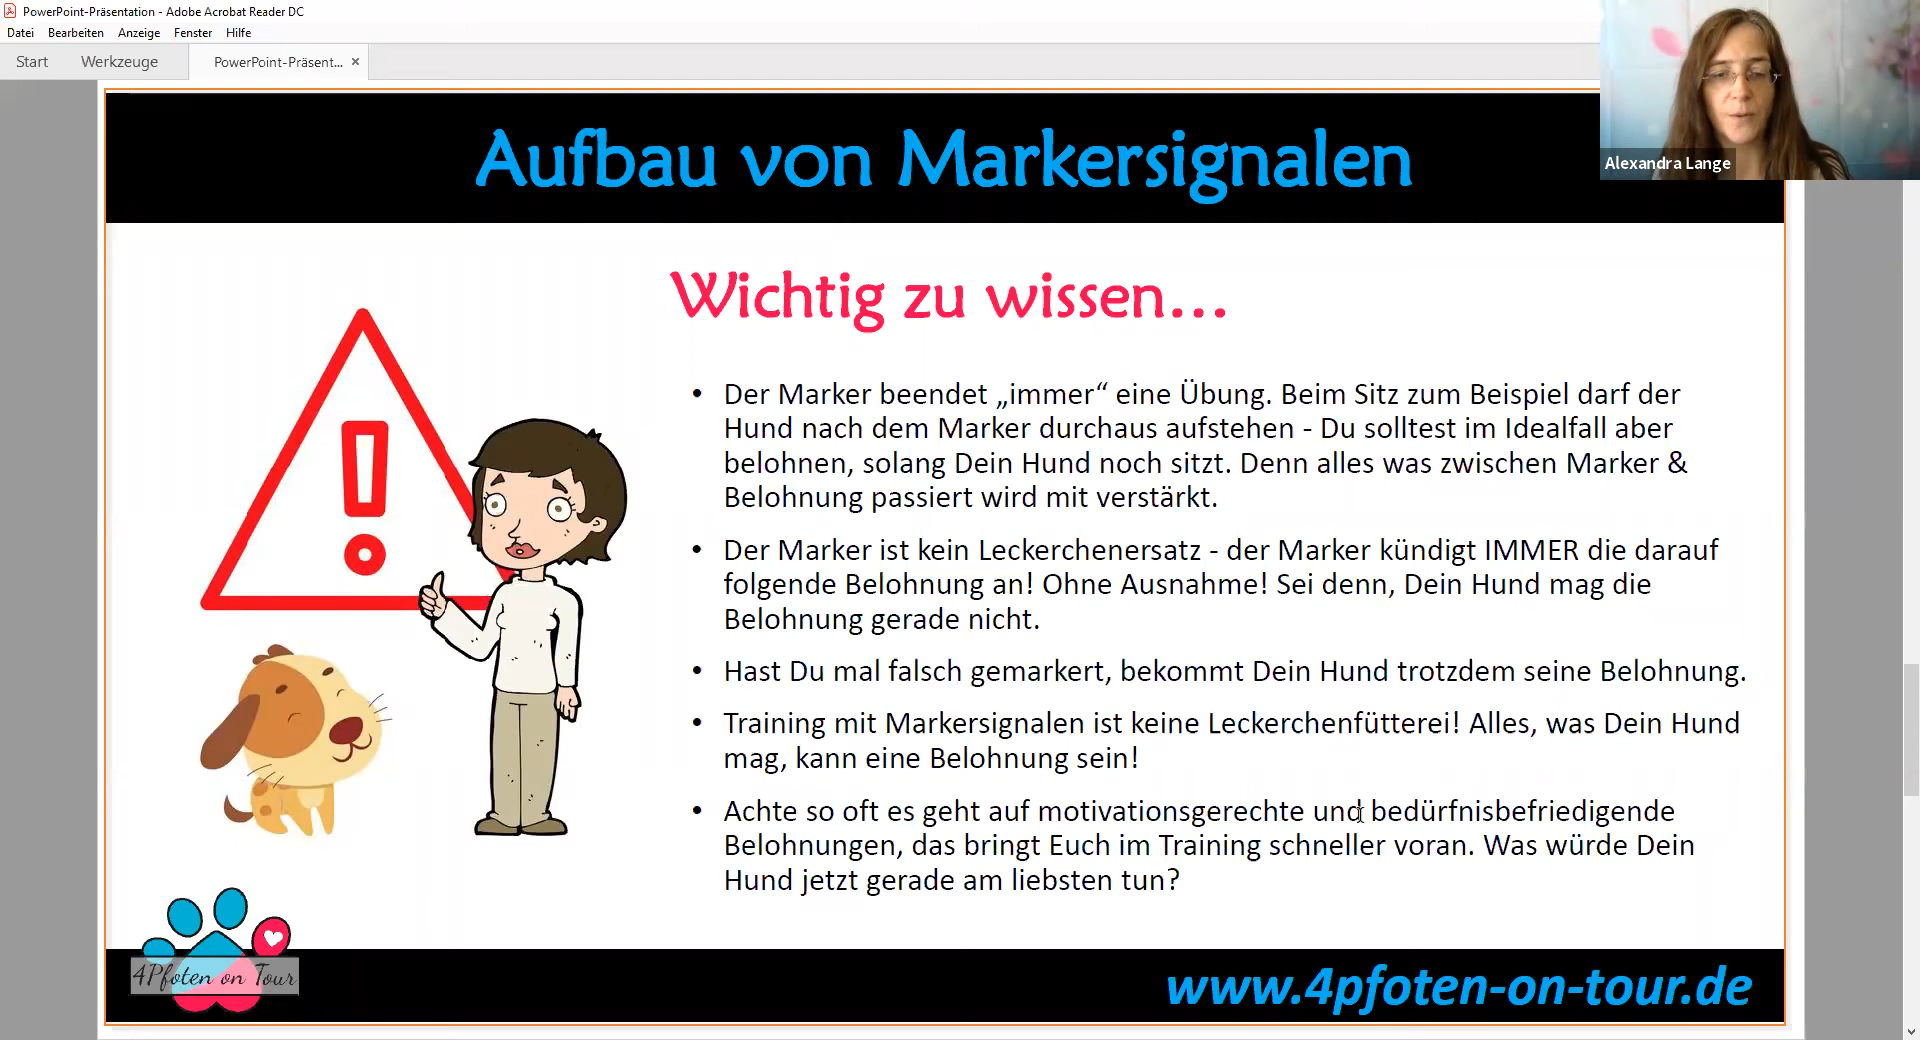 PowerPoint-Präsentation - Adobe Acrobat Reader DC
Datei Bearbeiten Anzeige Fenster Hilfe
Start Werkzeuge PowerPoint-Präsent... ×
Alexandra Lange
Aufbau von Markersignalen
Wichtig zu wissen...
• Der Marker beendet „immer“ eine Übung. Beim Sitz zum Beispiel darf der
Hund nach dem Marker durchaus aufstehen - Du solltest im Idealfall aber
belohnen, solang Dein Hund noch sitzt. Denn alles was zwischen Marker &
Belohnung passiert wird mit verstärkt.
• Der Marker ist kein Leckerchenersatz - der Marker kündigt IMMER die darauf
folgende Belohnung an! Ohne Ausnahme! Sei denn, Dein Hund mag die
Belohnung gerade nicht.
• Hast Du mal falsch gemarkert, bekommt Dein Hund trotzdem seine Belohnung.
• Training mit Markersignalen ist keine Leckerchenfütterei! Alles, was Dein Hund
mag, kann eine Belohnung sein!
• Achte so oft es geht auf motivationsgerechte und bedürfnisbefriedigende
Belohnungen, das bringt Euch im Training schneller voran. Was würde Dein
Hund jetzt gerade am liebsten tun?
4Pfoten on Tour
www.4pfoten-on-tour.de